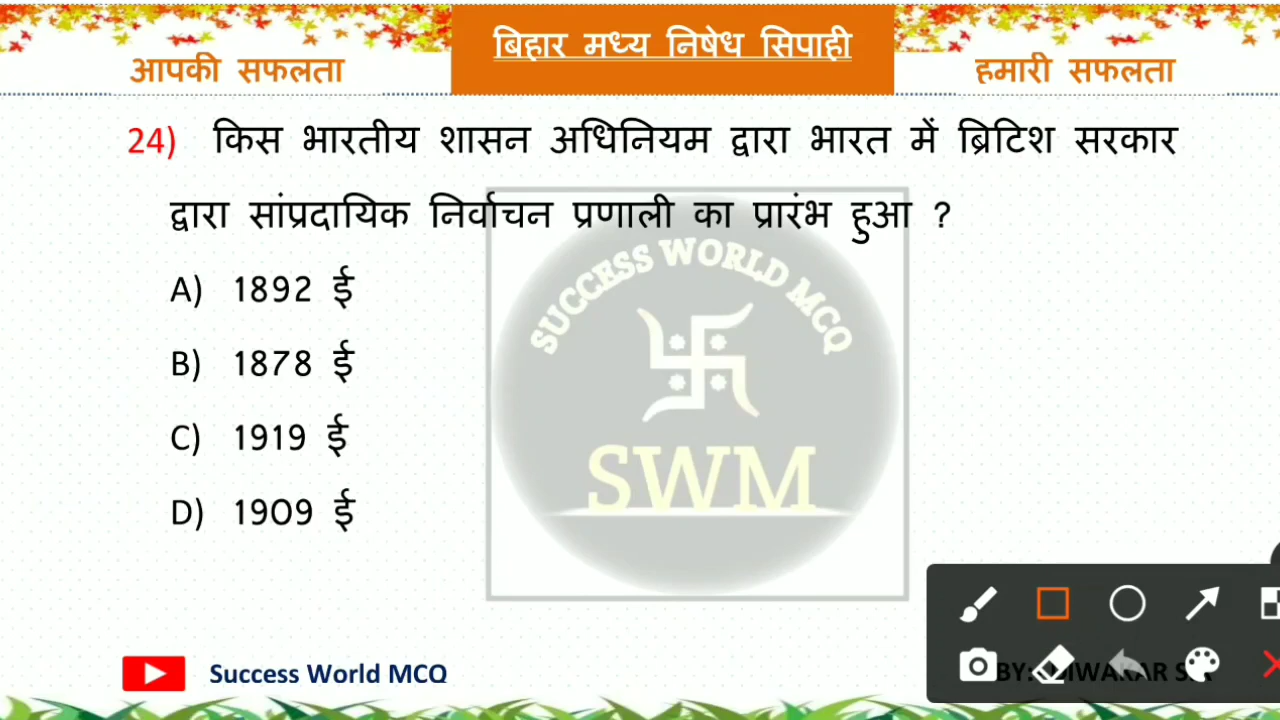 बिहार मध्य निषेध सिपाही
आपकी सफलता
हमारी सफलता
24) किस भारतीय शासन अधिनियम द्वारा भारत में ब्रिटिश सरकार
द्वारा सांप्रदायिक निर्वाचन प्रणाली का प्रारंभ हुआ ?
SUCCESS WORLD MCQ
A) 1892 ई
B) 1878 ई
C) 1919 ई
D) 1909 ई
SWM
Success World MCQ
BY: